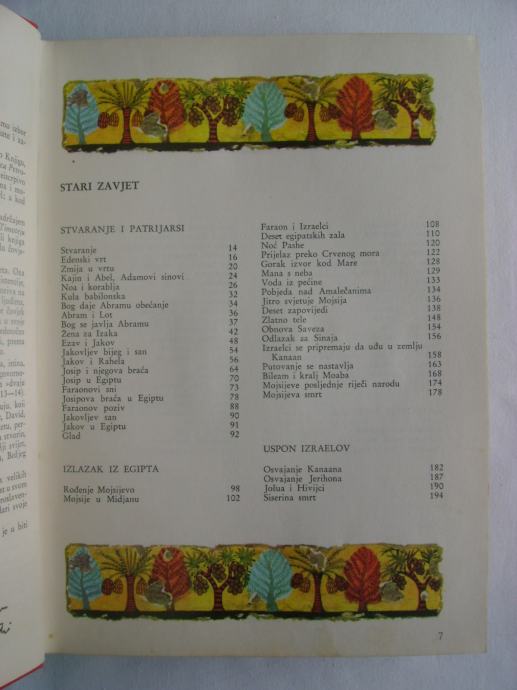 mo izbor
STARI ZAVJET
STVARANJE I PATRIJARSI
Stvaranje 14
Edenski vrt 16
Zmija u vrtu 20
Kajin i Abel, Adamovi sinovi 24
Noa i korablja 26
Kula babilonska 32
Bog daje Abramu obećanje 34
Abram i Lot 36
Bog se javlja Abramu 37
Žena za Izaka 42
Ezav i Jakov 48
Jakovljev bijeg i san 54
Jakov i Rahela 56
Josip i njegova braća 64
Josip u Egiptu 70
Faraonovi sni 73
Josipova braća u Egiptu 78
Faraonov poziv 88
Jakovljev san 90
Jakov u Egiptu 91
Glad 92
IZLAZAK IZ EGIPTA
Rođenje Mojsijevo 98
Mojsije u Midjanu 102
Faraon i Izraelci 108
Deset egipatskih zala 110
Noć Pashe 120
Prijelaz preko Crvenog mora 122
Gorak izvor kod Mare 128
Mana s neba 129
Voda iz pećine 133
Pobjeda nad Amalečanima 134
Jitro svjetuje Mojsija 136
Deset zapovijedi 138
Zlatno tele 148
Obnova Saveza 154
Odlazak za Sinaja 156
Izraelci se pripremaju da uđu u zemlju
Kanaan 158
Putovanje se nastavlja 163
Bileam i kralj Moaba 168
Mojsijeve posljednje riječi narodu 174
Mojsijeva smrt 178
USPON IZRAELOV
Osvajanje Kanaana 182
Osvajanje Jerihona 187
Jošua i Hivijci 190
Siserina smrt 194
7